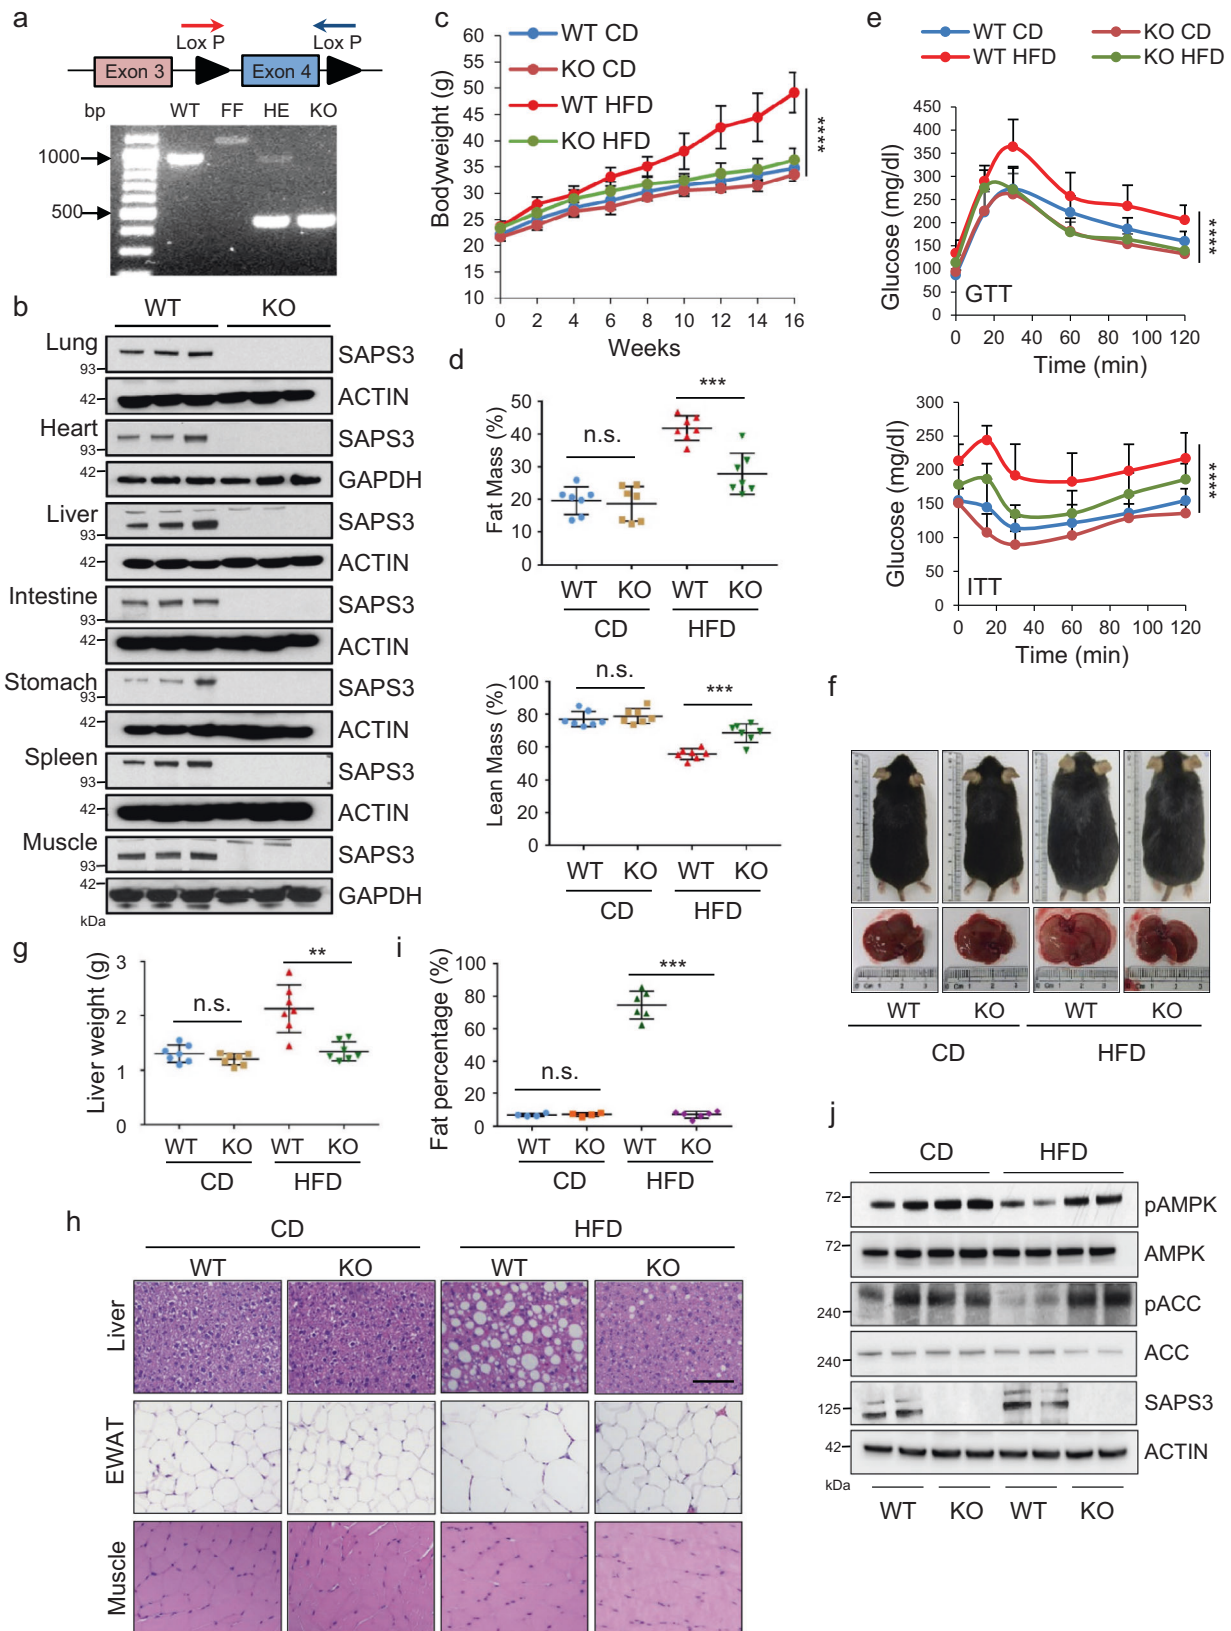 a
Lox P
Lox P
Exon 3
Exon 4
bp
WT
FF
HE
KO
1000
500
b
WT
KO
Lung
93
SAPS3
42
ACTIN
Heart
93
SAPS3
42
GAPDH
Liver
93
SAPS3
42
ACTIN
Intestine
93
SAPS3
42
ACTIN
Stomach
93
SAPS3
42
ACTIN
Spleen
93
SAPS3
42
ACTIN
Muscle
93
SAPS3
42
GAPDH
kDa
c
WT CD
KO CD
WT HFD
KO HFD
Bodyweight (g)
60
55
50
45
40
35
30
25
20
15
10
5
0
0 2 4 6 8 10 12 14 16
Weeks
****
d
Fat Mass (%)
50
40
30
20
10
0
n.s.
***
WT KO WT KO
CD HFD
Lean Mass (%)
100
80
60
40
20
0
n.s.
***
WT KO WT KO
CD HFD
e
WT CD
KO CD
WT HFD
KO HFD
Glucose (mg/dl)
450
400
350
300
250
200
150
100
50
0
GTT
****
0 20 40 60 80 100 120
Time (min)
Glucose (mg/dl)
300
250
200
150
100
50
0
ITT
****
0 20 40 60 80 100 120
Time (min)
f
WT KO WT KO
CD HFD
g
Liver weight (g)
3
2
1
0
n.s.
**
WT KO WT KO
CD HFD
i
Fat percentage (%)
100
80
60
40
20
0
n.s.
***
WT KO WT KO
CD HFD
h
CD HFD
WT KO WT KO
Liver
EWAT
Muscle
j
CD HFD
72
pAMPK
72
AMPK
240
pACC
240
ACC
125
SAPS3
42
ACTIN
kDa
WT KO WT KO